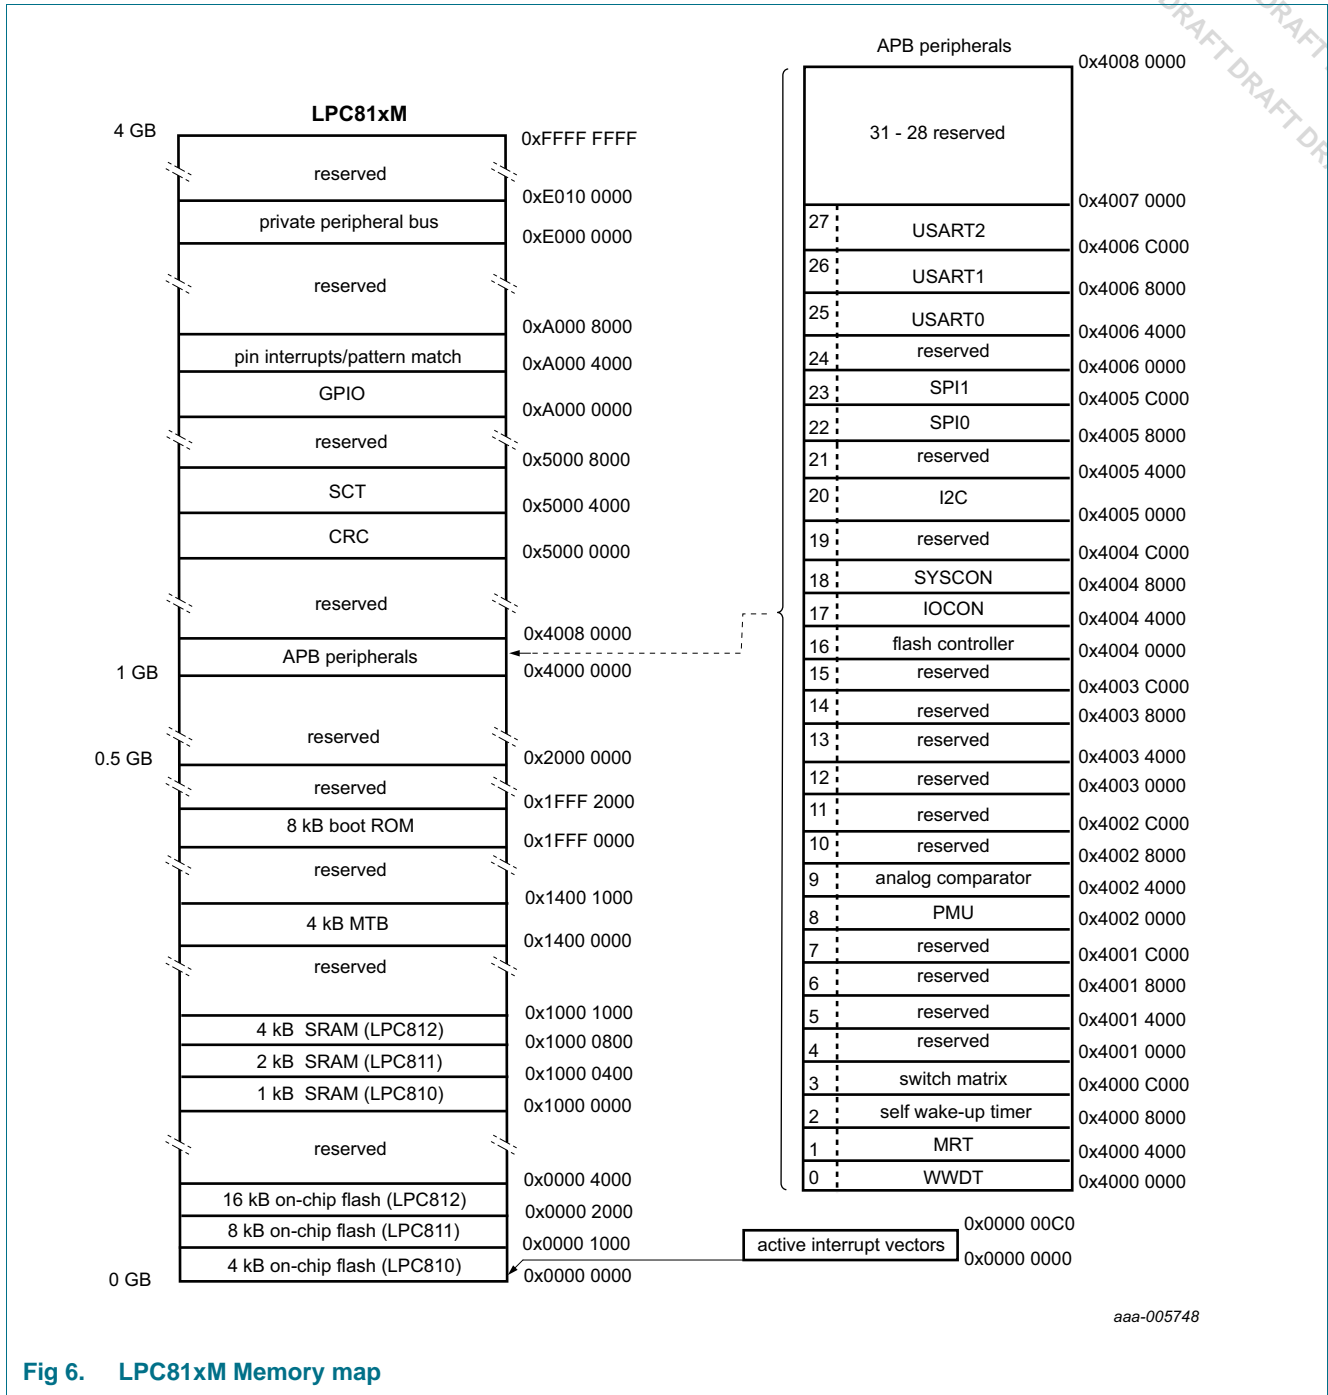 DRAFT DRAFT DR
DRAFT
LPC81xM
4 GB
0xFFFF FFFF
reserved
0xE010 0000
private peripheral bus
0xE000 0000
reserved
0xA000 8000
pin interrupts/pattern match
0xA000 4000
GPIO
0xA000 0000
reserved
0x5000 8000
SCT
0x5000 4000
CRC
0x5000 0000
reserved
0x4008 0000
APB peripherals
1 GB
0x4000 0000
reserved
0.5 GB
0x2000 0000
reserved
0x1FFF 2000
8 kB boot ROM
0x1FFF 0000
reserved
0x1400 1000
4 kB MTB
0x1400 0000
reserved
0x1000 1000
4 kB SRAM (LPC812)
0x1000 0800
2 kB SRAM (LPC811)
0x1000 0400
1 kB SRAM (LPC810)
0x1000 0000
reserved
0x0000 4000
16 kB on-chip flash (LPC812)
0x0000 2000
8 kB on-chip flash (LPC811)
0x0000 1000
4 kB on-chip flash (LPC810)
0 GB
0x0000 0000
APB peripherals
0x4008 0000
31 - 28 reserved
0x4007 0000
27 USART2
0x4006 C000
26 USART1
0x4006 8000
25 USART0
0x4006 4000
24 reserved
0x4006 0000
23 SPI1
0x4005 C000
22 SPI0
0x4005 8000
21 reserved
0x4005 4000
20 I2C
0x4005 0000
19 reserved
0x4004 C000
18 SYSCON
0x4004 8000
17 IOCON
0x4004 4000
16 flash controller
0x4004 0000
15 reserved
0x4003 C000
14 reserved
0x4003 8000
13 reserved
0x4003 4000
12 reserved
0x4003 0000
11 reserved
0x4002 C000
10 reserved
0x4002 8000
9 analog comparator
0x4002 4000
8 PMU
0x4002 0000
7 reserved
0x4001 C000
6 reserved
0x4001 8000
5 reserved
0x4001 4000
4 reserved
0x4001 0000
3 switch matrix
0x4000 C000
2 self wake-up timer
0x4000 8000
1 MRT
0x4000 4000
0 WWDT
0x4000 0000
0x0000 00C0
active interrupt vectors
0x0000 0000
aaa-005748
Fig 6. LPC81xM Memory map